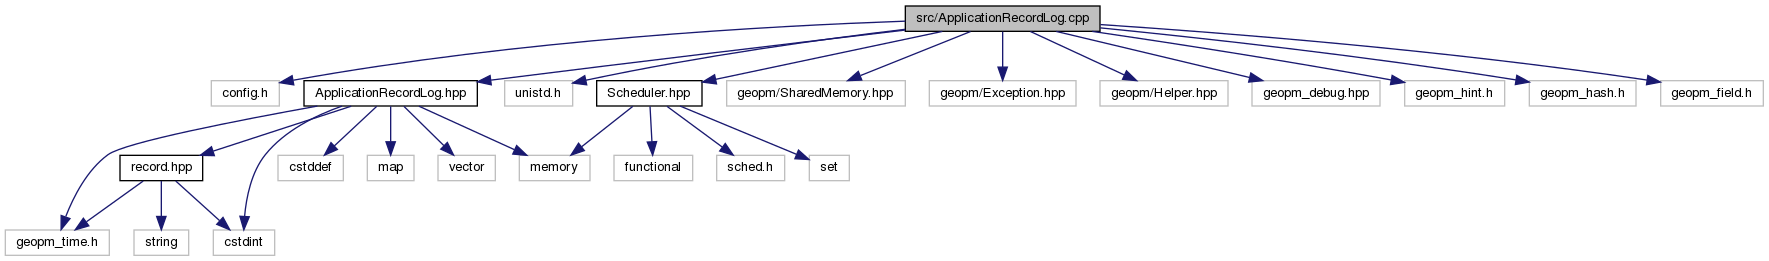 src/ApplicationRecordLog.cpp
config.h
ApplicationRecordLog.hpp
unistd.h
Scheduler.hpp
geopm/SharedMemory.hpp
geopm/Exception.hpp
geopm/Helper.hpp
geopm_debug.hpp
geopm_hint.h
geopm_hash.h
geopm_field.h
record.hpp
cstddef
map
vector
memory
functional
sched.h
set
geopm_time.h
string
cstdint